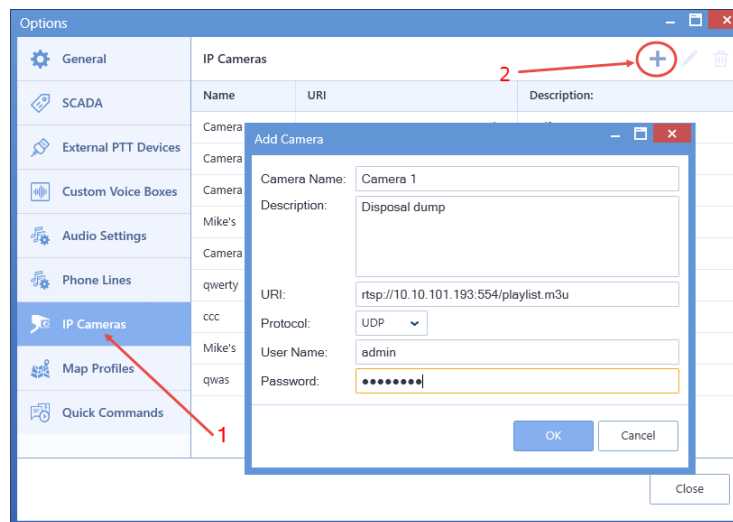 Options
General
SCADA
External PTT Devices
Custom Voice Boxes
Audio Settings
Phone Lines
IP Cameras
Map Profiles
Quick Commands
1
IP Cameras
2
Name URI Description:
Camera
Camera
Camera
Mike's
Camera
qwerty
ccc
Mike's
qwas
Add Camera
Camera Name: Camera 1
Description: Disposal dump
URI: rtsp://10.10.101.193:554/playlist.m3u
Protocol: UDP
User Name: admin
Password: ●●●●●●●●
OK Cancel
Close